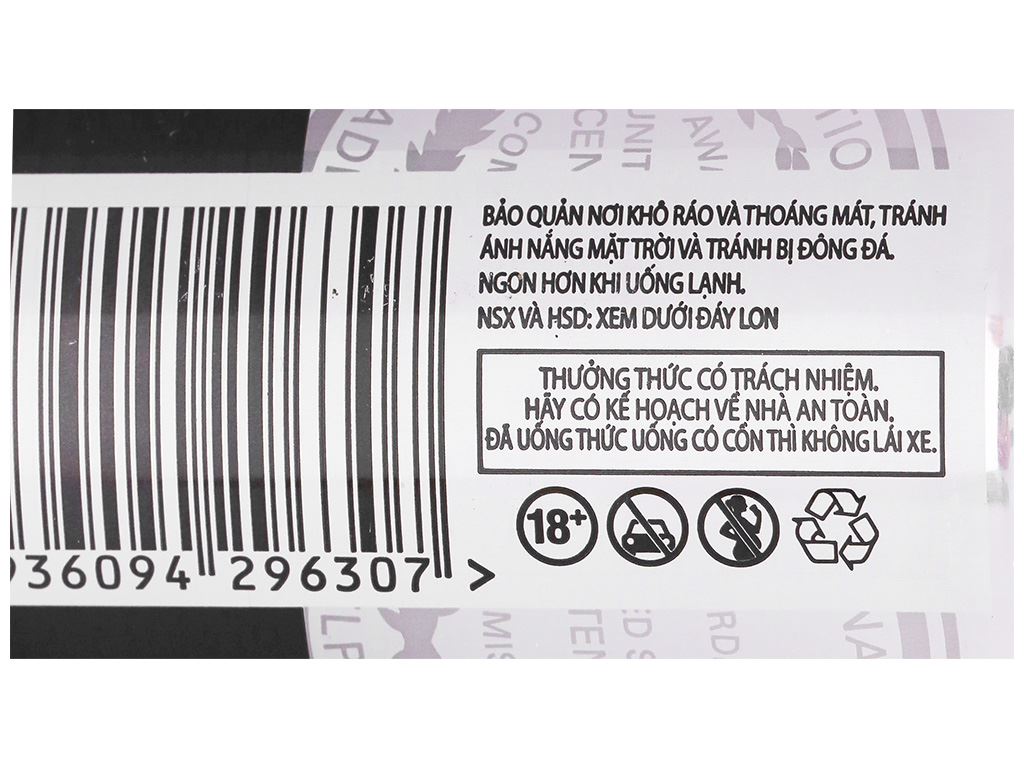 BẢO QUẢN NƠI KHÔ RÁO VÀ THOÁNG MÁT, TRÁNH
ÁNH NẮNG MẶT TRỜI VÀ TRÁNH BỊ ĐÔNG ĐÁ.
NGON HƠN KHI UỐNG LẠNH.
NSX VÀ HSD: XEM DƯỚI ĐÁY LON
THƯỞNG THỨC CÓ TRÁCH NHIỆM.
HÃY CÓ KẾ HOẠCH VỀ NHÀ AN TOÀN.
ĐÃ UỐNG THỨC UỐNG CÓ CỒN THÌ KHÔNG LÁI XE.
18+
936094 296307 >